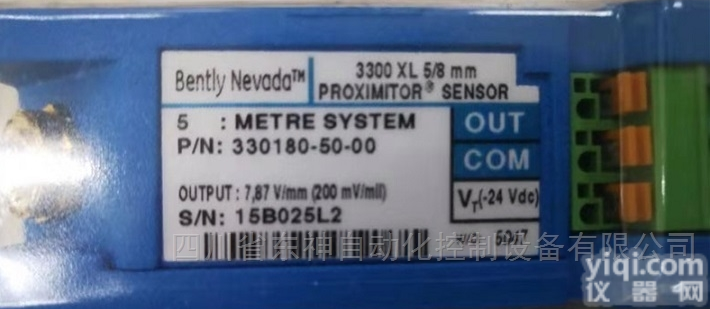 Bently Nevada™
3300 XL 5/8 mm
PROXIMITOR® SENSOR
5 : METRE SYSTEM
P/N: 330180-50-00
OUTPUT : 7,87 V/mm (200 mV/mil)
S/N: 15B025L2
OUT
COM
VT(-24 Vdc)
四川省东神自动化控制设备有限公司
yiqi.com
仪器网